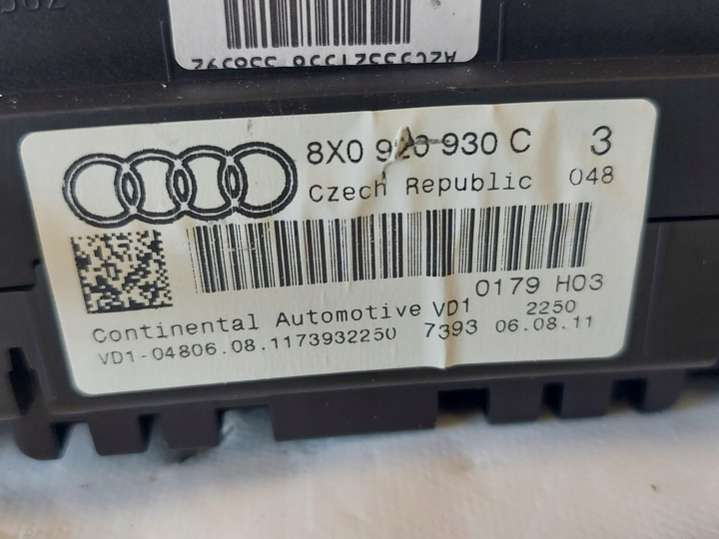 8X0 920 930 C 3
Czech Republic 048
0179 H03
Continental Automotive VD1 2250
VD1-04806.08.1173932250 7393 06.08.11